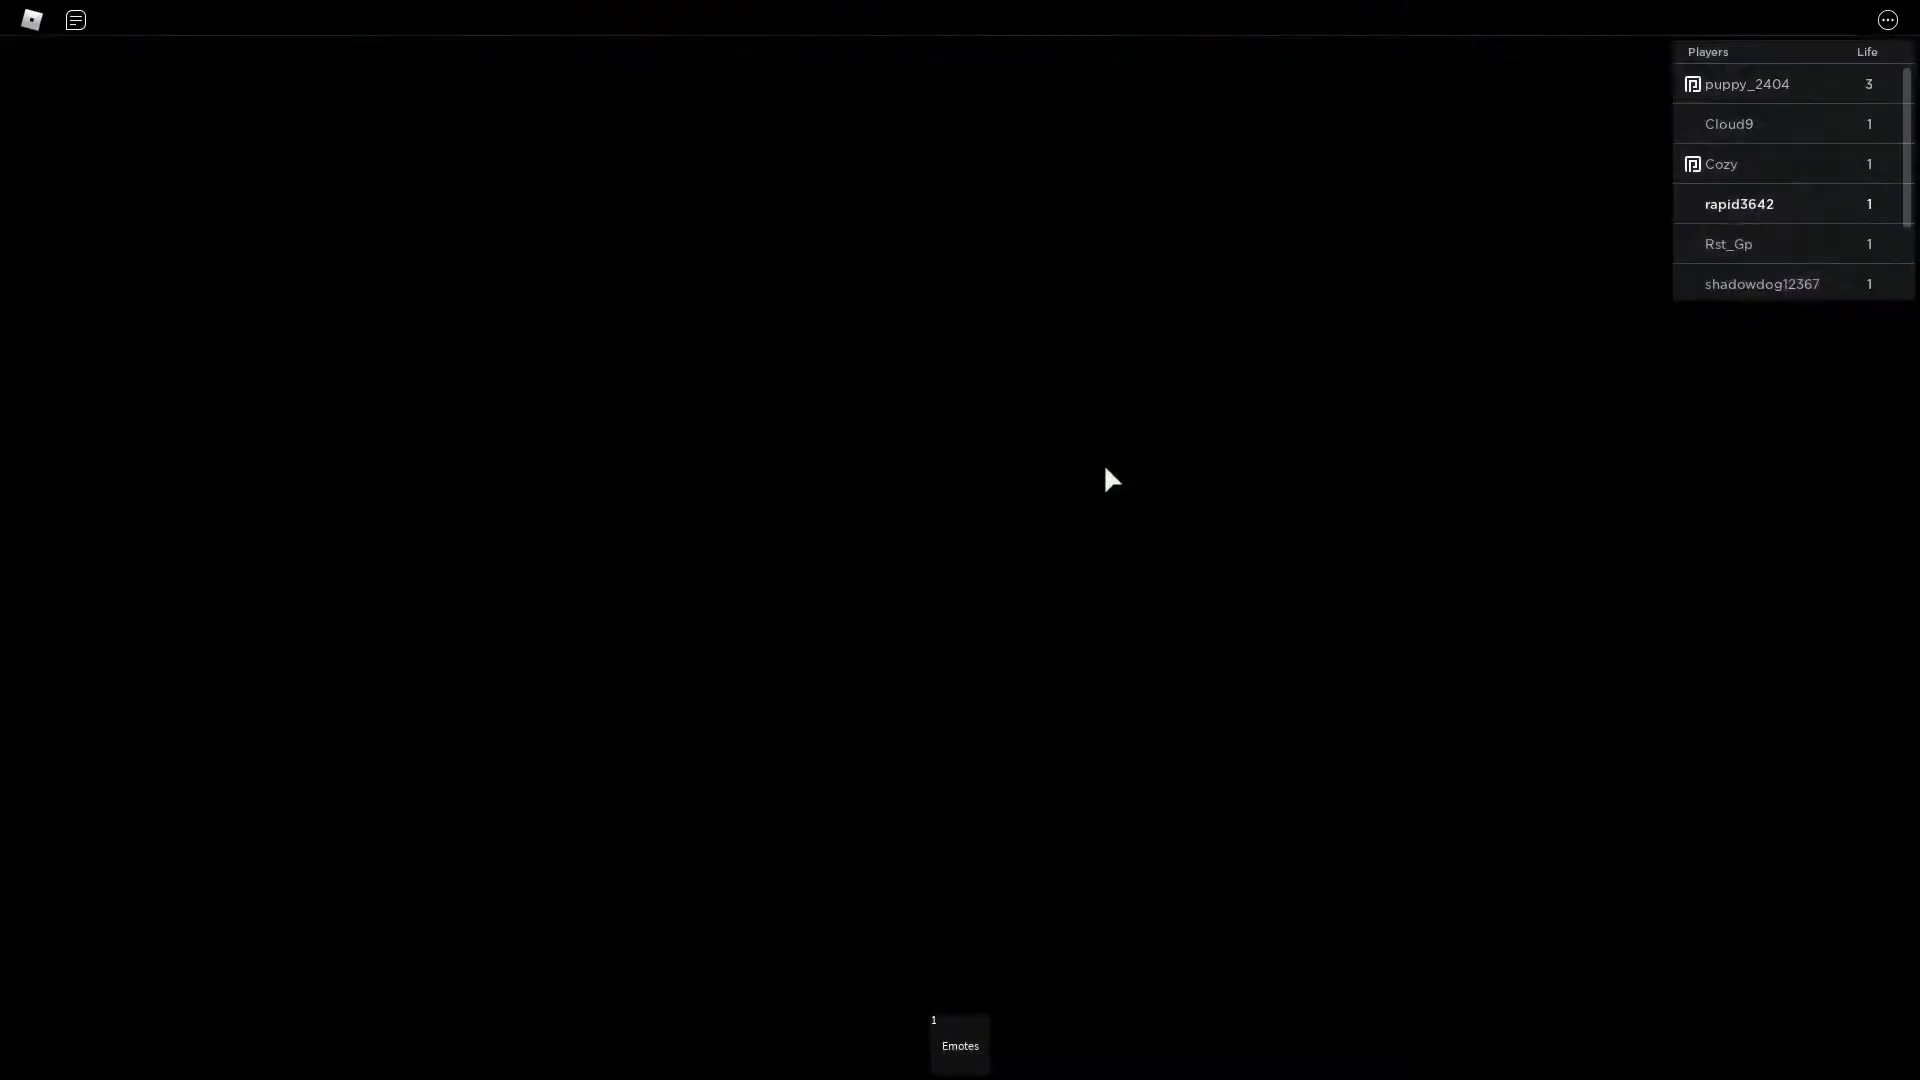 Players Life
puppy_2404 3
Cloud9 1
Cozy 1
rapid3642 1
Rst_Gp 1
shadowdog12367 1
1
Emotes